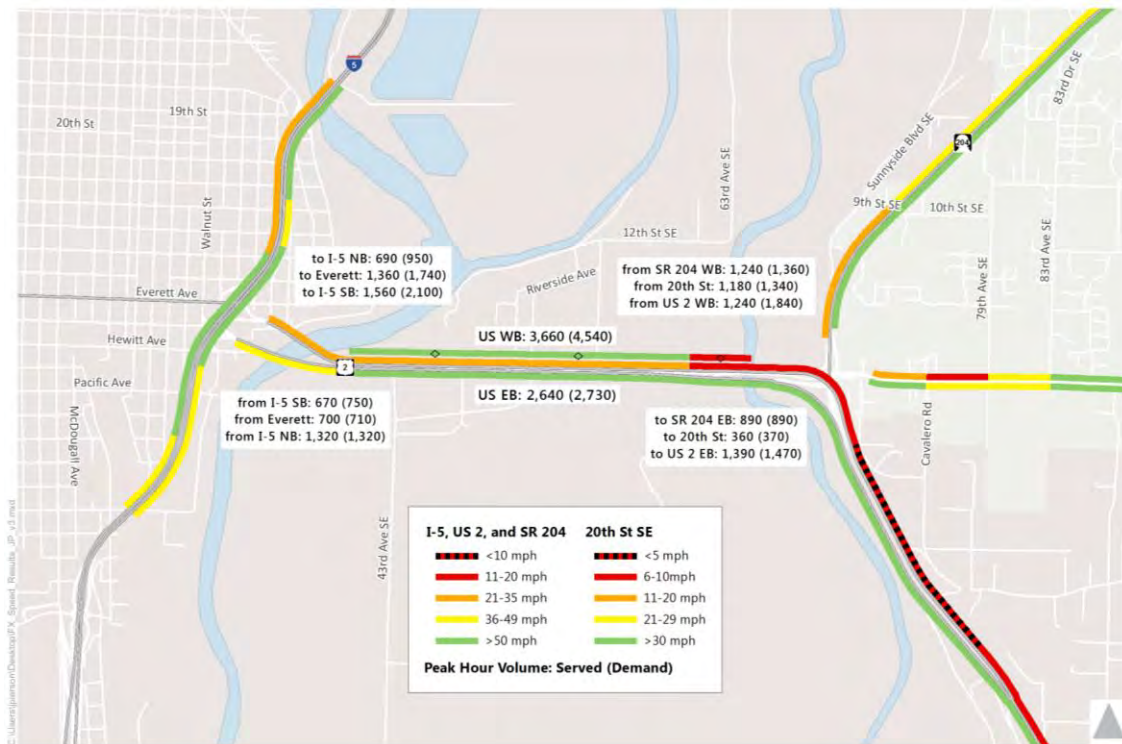 5
19th St
20th St
Walnut St
83rd Dr SE
Sunnyside Blvd SE
204
63rd Ave SE
9th St SE
10th St SE
12th St SE
79th Ave SE
83rd Ave SE
to I-5 NB: 690 (950)
to Everett: 1,360 (1,740)
to I-5 SB: 1,560 (2,100)
Riverside Ave
from SR 204 WB: 1,240 (1,360)
from 20th St: 1,180 (1,340)
from US 2 WB: 1,240 (1,840)
Everett Ave
Hewitt Ave
US WB: 3,660 (4,540)
2
Pacific Ave
US EB: 2,640 (2,730)
McDougall Ave
from I-5 SB: 670 (750)
from Everett: 700 (710)
from I-5 NB: 1,320 (1,320)
to SR 204 EB: 890 (890)
to 20th St: 360 (370)
to US 2 EB: 1,390 (1,470)
Cavalero Rd
43rd Ave SE
I-5, US 2, and SR 204
<10 mph
11-20 mph
21-35 mph
36-49 mph
>50 mph
20th St SE
<5 mph
6-10mph
11-20 mph
21-29 mph
>30 mph
Peak Hour Volume: Served (Demand)